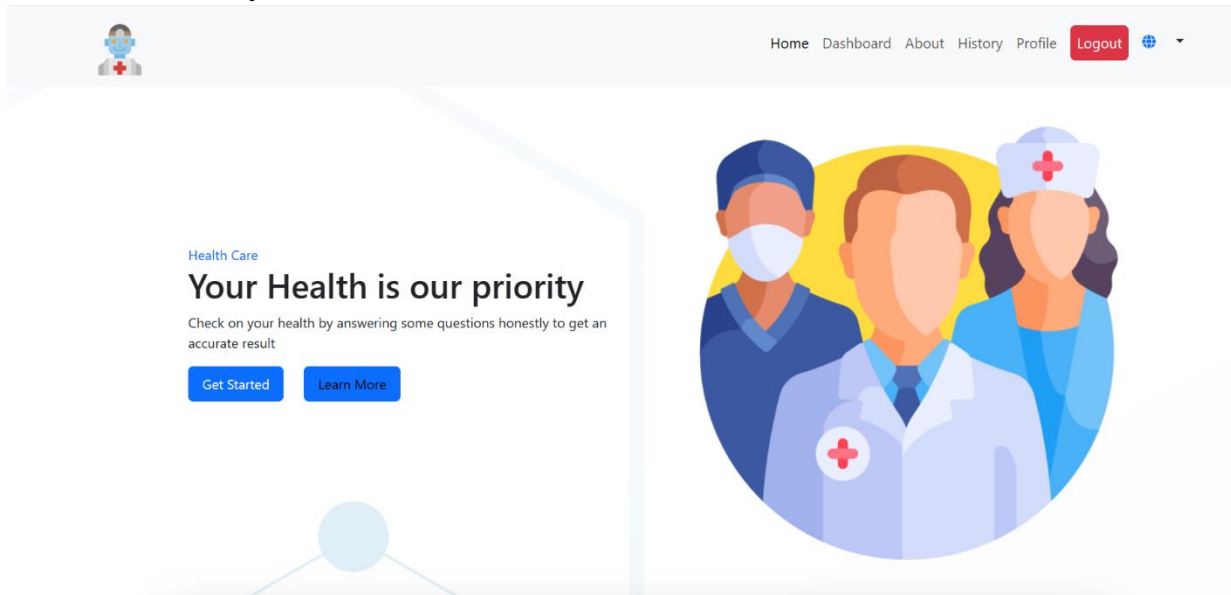 Home Dashboard About History Profile Logout
Health Care
Your Health is our priority
Check on your health by answering some questions honestly to get an
accurate result
Get Started Learn More